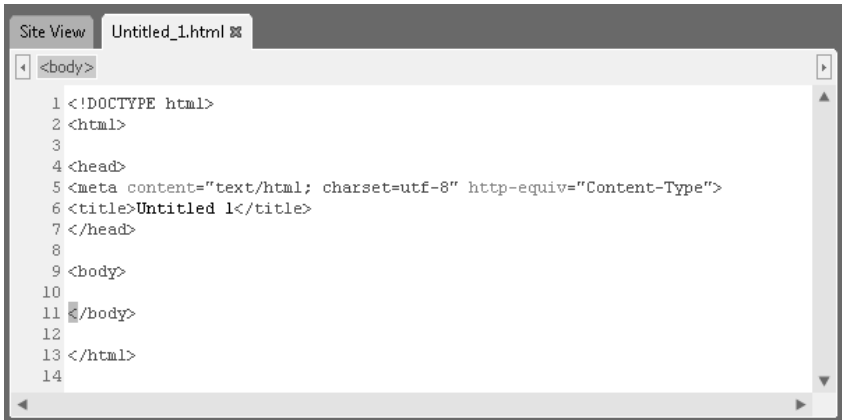 Site View Untitled_1.html
<body>
1 <!DOCTYPE html>
2 <html>
3
4 <head>
5 <meta content="text/html; charset=utf-8" http-equiv="Content-Type">
6 <title>Untitled 1</title>
7 </head>
8
9 <body>
10
11 </body>
12
13 </html>
14